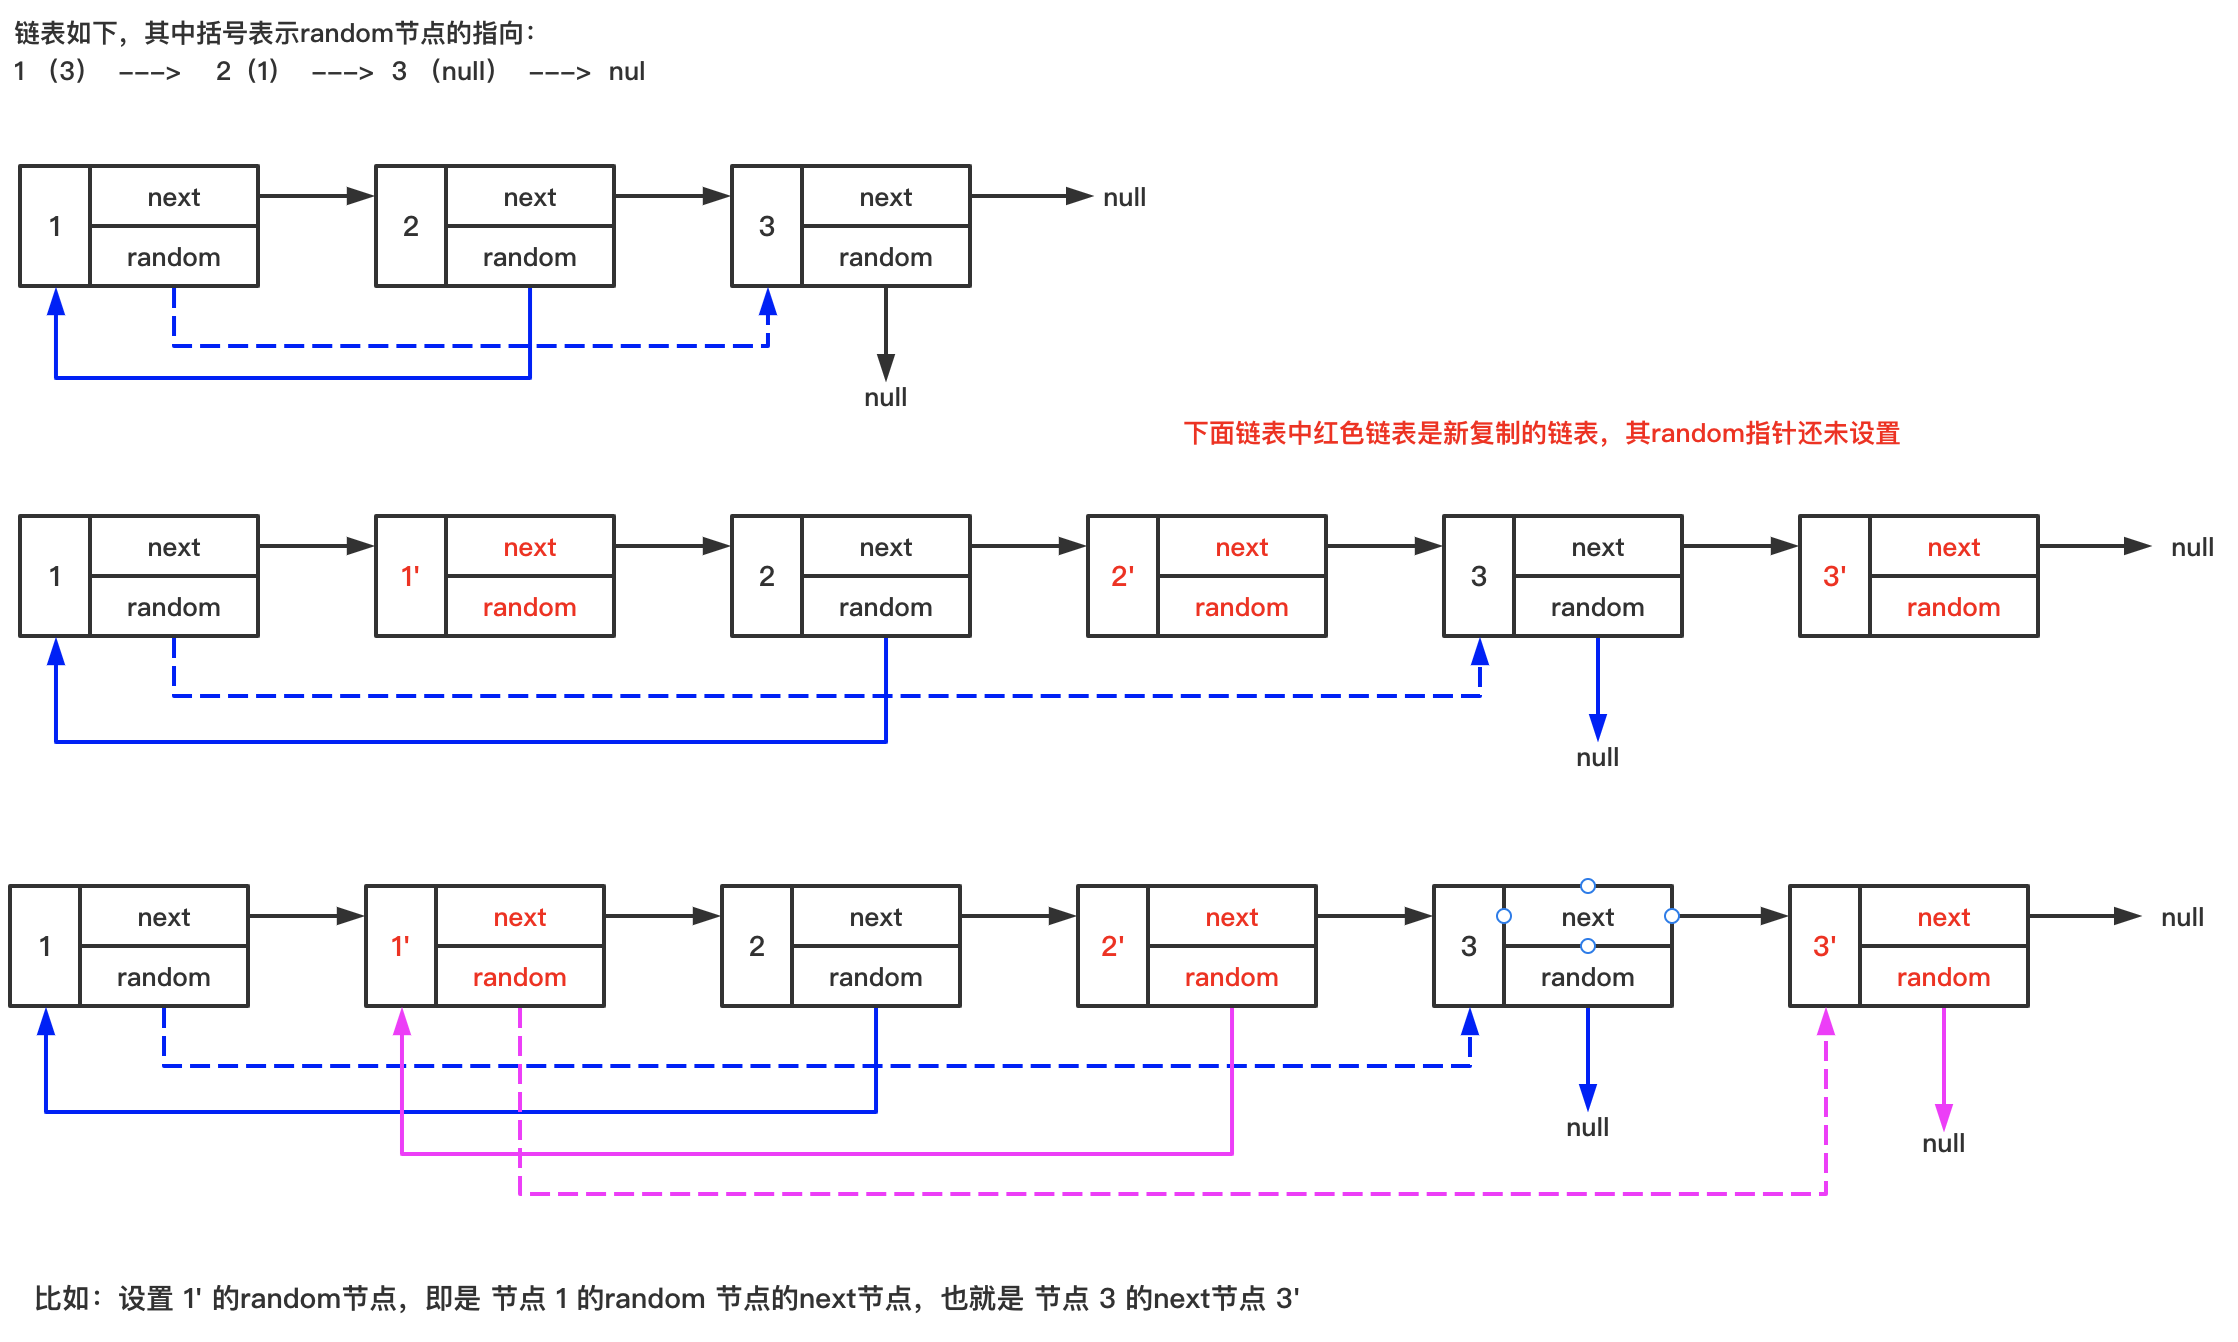 链表如下，其中括号表示random节点的指向：
1 （3） ---> 2（1） ---> 3 （null） ---> nul
next next next null
1 2 3
random random random
null
下面链表中红色链表是新复制的链表，其random指针还未设置
next next next next next next null
1 1' 2 2' 3 3'
random random random random random random
null
next next next next next next null
1 1' 2 2' 3 3'
random random random random random random
null
null
比如：设置 1' 的random节点，即是 节点 1 的random 节点的next节点，也就是 节点 3 的next节点 3'